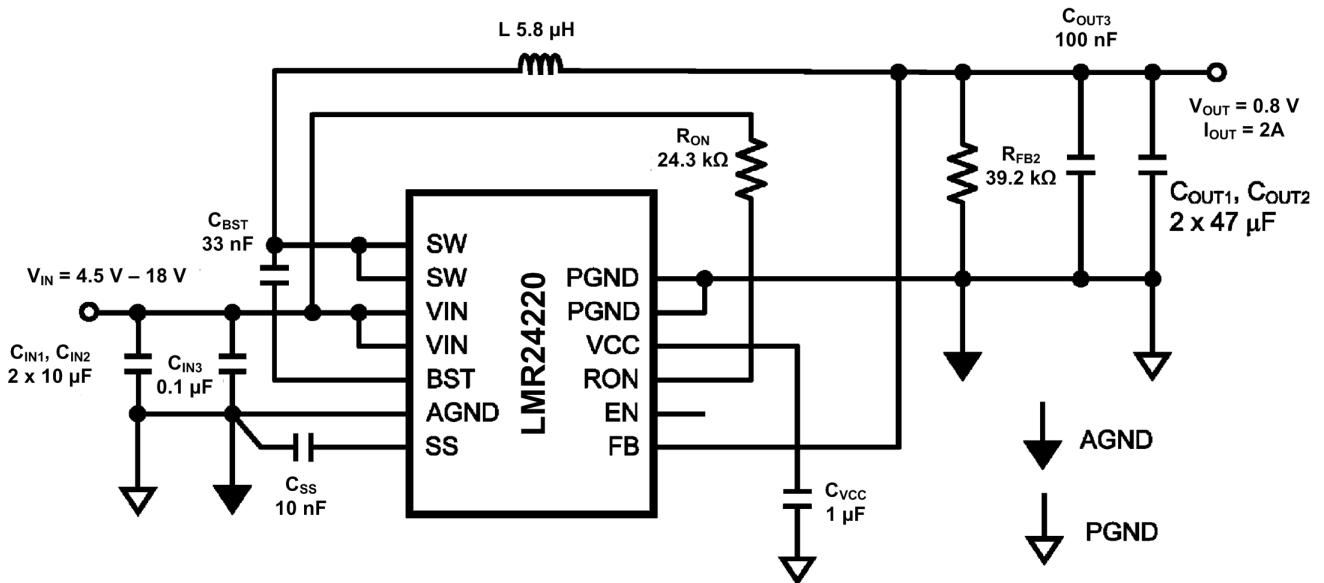 L 5.8 µH
COUT3
100 nF
VOUT = 0.8 V
IOUT = 2A
RON
24.3 kΩ
RFB2
39.2 kΩ
COUT1, COUT2
2 x 47 µF
CBST
33 nF
VIN = 4.5 V – 18 V
CIN1, CIN2
2 x 10 µF
CIN3
0.1 µF
CSS
10 nF
SW
SW
VIN
VIN
BST
AGND
SS
LMR24220
PGND
PGND
VCC
RON
EN
FB
CVCC
1 µF
AGND
PGND